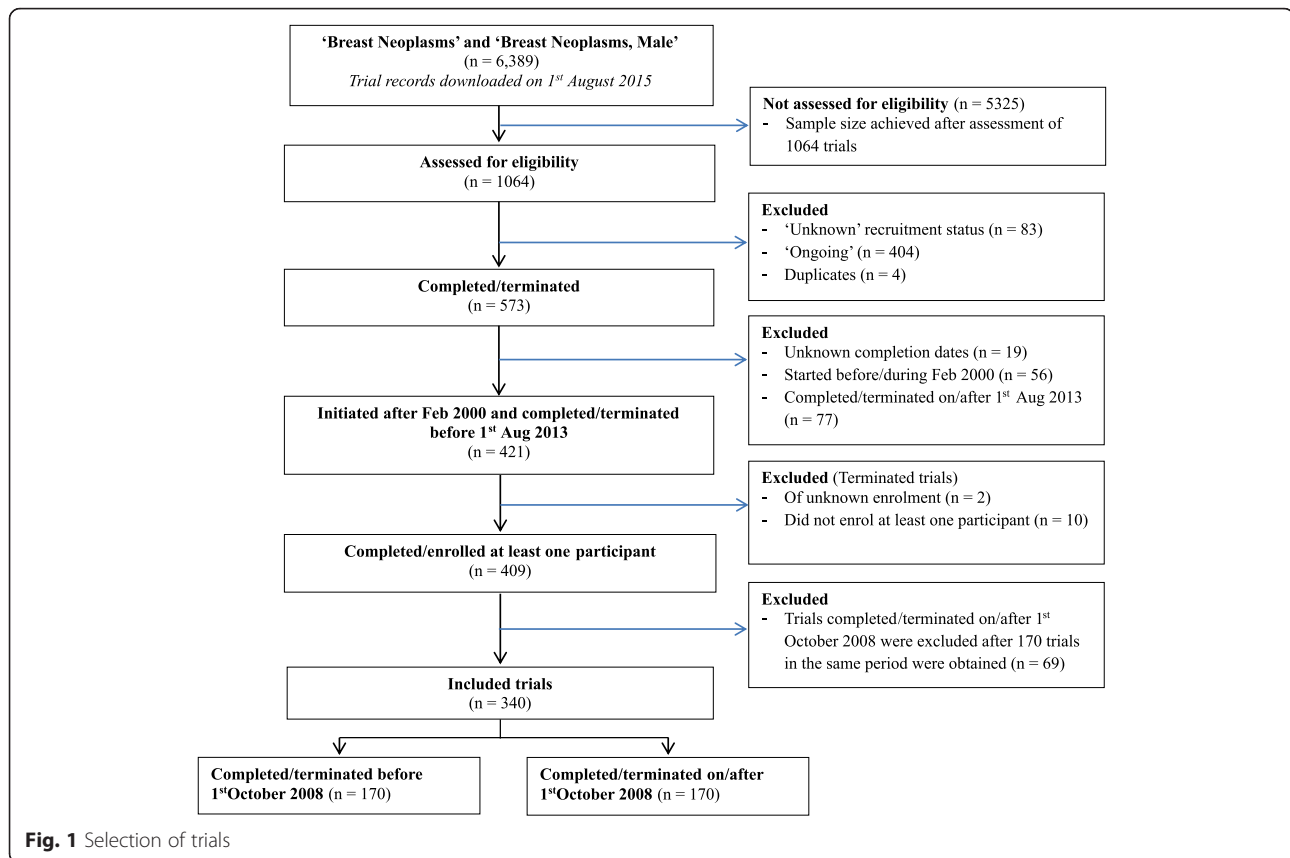 ‘Breast Neoplasms’ and ‘Breast Neoplasms, Male’
(n = 6,389)
Trial records downloaded on 1st August 2015
Not assessed for eligibility (n = 5325)
- Sample size achieved after assessment of
1064 trials
Assessed for eligibility
(n = 1064)
Excluded
- ‘Unknown’ recruitment status (n = 83)
- ‘Ongoing’ (n = 404)
- Duplicates (n = 4)
Completed/terminated
(n = 573)
Excluded
- Unknown completion dates (n = 19)
- Started before/during Feb 2000 (n = 56)
- Completed/terminated on/after 1st Aug 2013
(n = 77)
Initiated after Feb 2000 and completed/terminated
before 1st Aug 2013
(n = 421)
Excluded (Terminated trials)
- Of unknown enrolment (n = 2)
- Did not enrol at least one participant (n = 10)
Completed/enrolled at least one participant
(n = 409)
Excluded
- Trials completed/terminated on/after 1st
October 2008 were excluded after 170 trials
in the same period were obtained (n = 69)
Included trials
(n = 340)
Completed/terminated before
1stOctober 2008 (n = 170)
Completed/terminated on/after
1stOctober 2008 (n = 170)
Fig. 1 Selection of trials